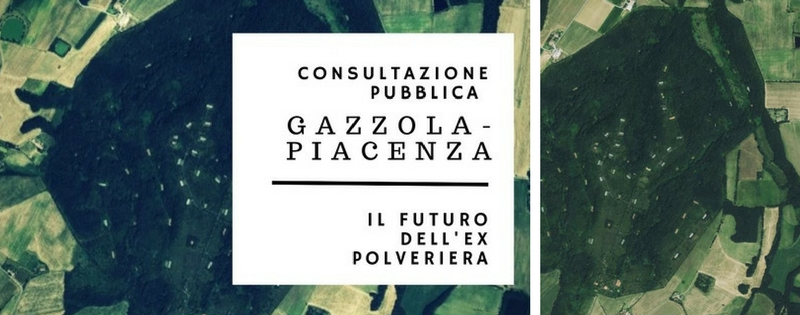 CONSULTAZIONE
PUBBLICA
GAZZOLA-
PIACENZA
IL FUTURO
DELL'EX
POLVERIERA